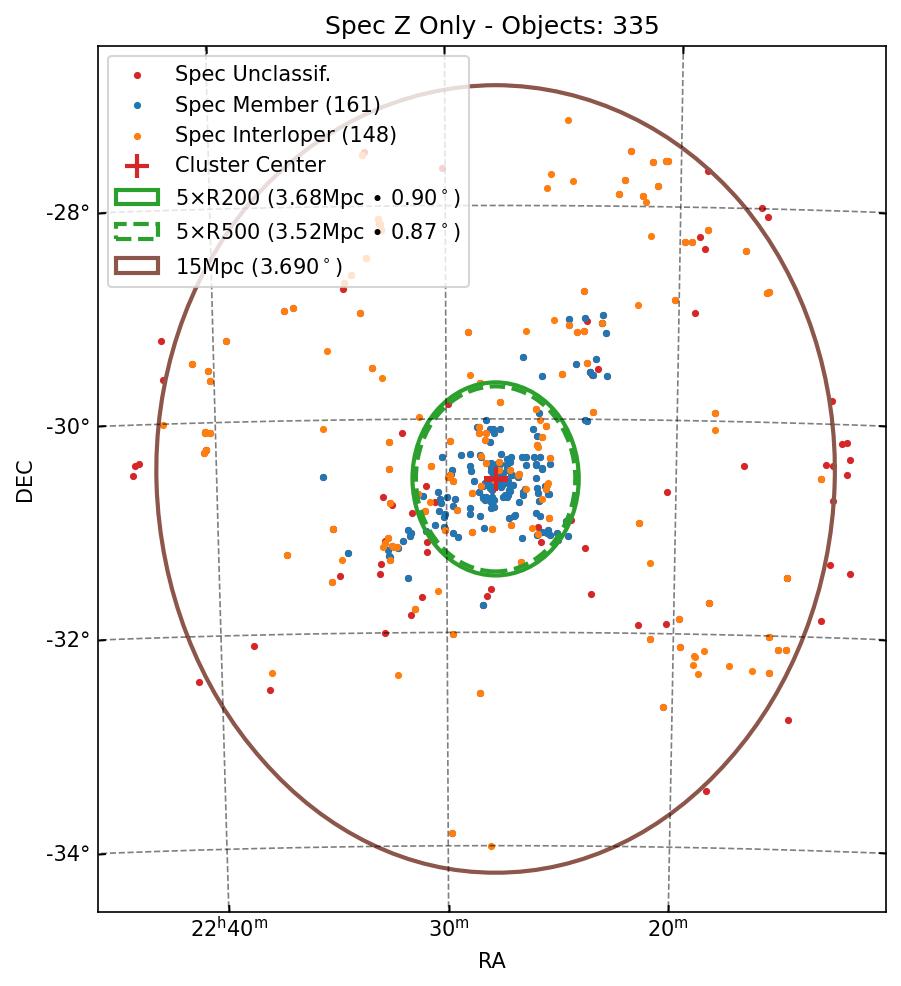 Spec Z Only - Objects: 335
Spec Unclassif.
Spec Member (161)
Spec Interloper (148)
Cluster Center
5×R200 (3.68Mpc • 0.90°)
5×R500 (3.52Mpc • 0.87°)
15Mpc (3.690°)
-28°
-30°
-32°
-34°
DEC
22ʰ40ᵐ 30ᵐ 20ᵐ
RA